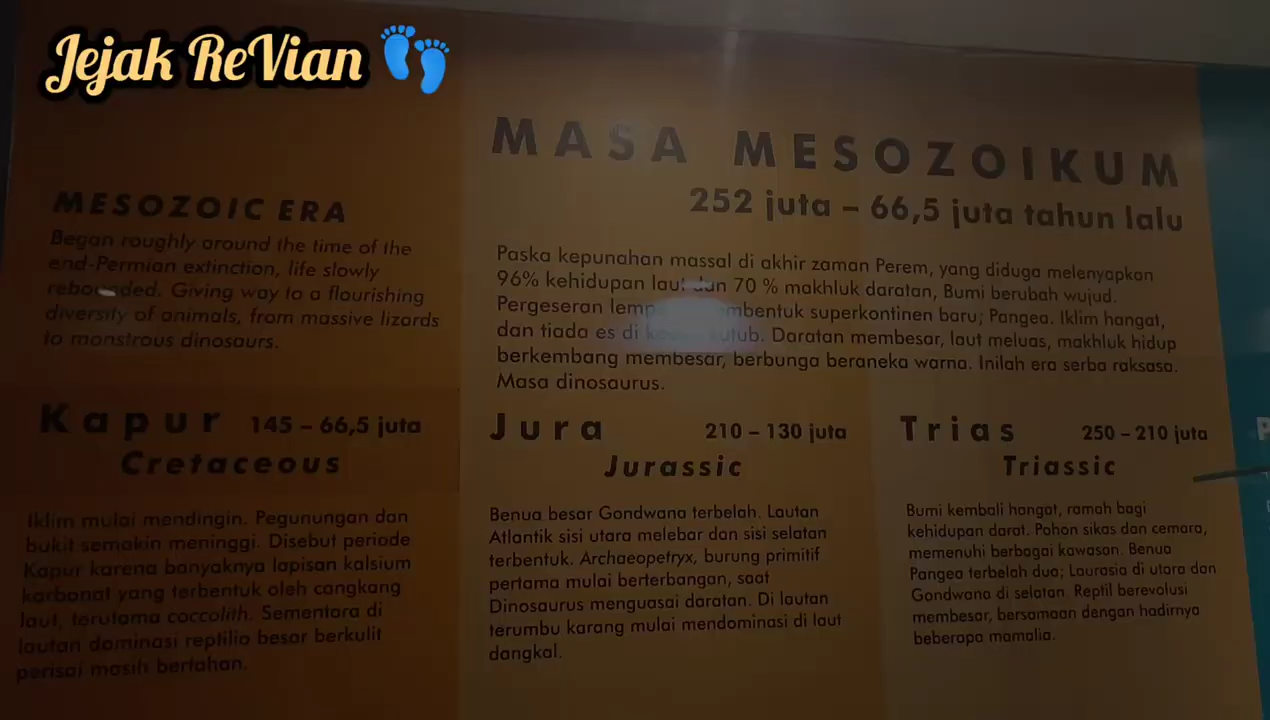 Jejak ReVian
MESOZOIC ERA
Began roughly around the time of the
end-Permian extinction, life slowly
rebounded. Giving way to a flourishing
diversity of animals, from massive lizards
to monstrous dinosaurs.
MASA MESOZOIKUM
252 juta – 66,5 juta tahun lalu
Paska kepunahan massal di akhir zaman Perem, yang diduga melenyapkan
96% kehidupan laut dan 70 % makhluk daratan, Bumi berubah wujud.
Pergeseran membentuk superkontinen baru; Pangea. Iklim hangat,
dan tiada es di kutub. Daratan membesar, laut meluas, makhluk hidup
berkembang membesar, berbunga beraneka warna. Inilah era serba raksasa.
Masa dinosaurus.
Kapur 145 – 66,5 juta
Cretaceous
Iklim mulai mendingin. Pegunungan dan
bukit semakin meninggi. Disebut periode
Kapur karena banyaknya lapisan kalsium
karbonat yang terbentuk oleh cangkang
laut, terutama coccolith. Sementara di
lautan dominasi reptilia besar berkulit
perisai masih bertahan.
Jura 210 – 130 juta
Jurassic
Benua besar Gondwana terbelah. Lautan
Atlantik sisi utara melebar dan sisi selatan
terbentuk. Archaeopetryx, burung primitif
pertama mulai berterbangan, saat
Dinosaurus menguasai daratan. Di lautan
terumbu karang mulai mendominasi di laut
dangkal.
Trias 250 – 210 juta
Triassic
Bumi kembali hangat, ramah bagi
kehidupan darat. Pohon sikas dan cemara,
memenuhi berbagai kawasan. Benua
Pangea terbelah dua; Laurasia di utara dan
Gondwana di selatan. Reptil berevolusi
membesar, bersamaan dengan hadirnya
beberapa mamalia.